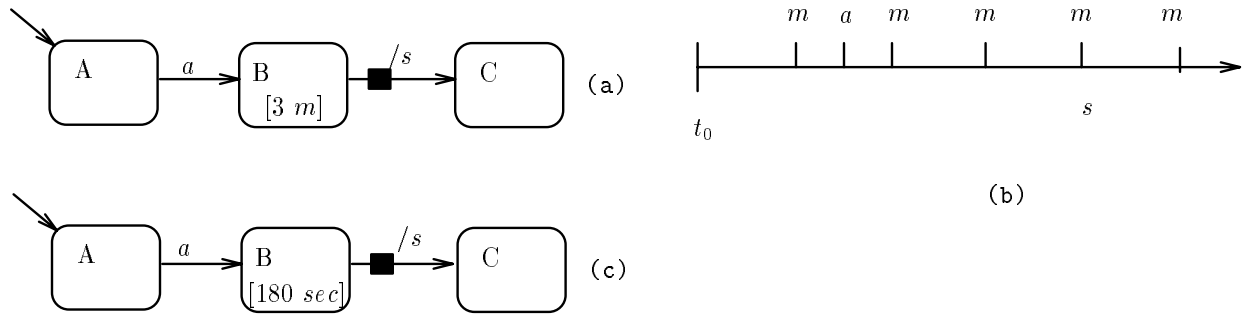 A a B [3 m] /s C (a)
m a m m m m
t₀ s
(b)
A a B [180 sec] /s C (c)